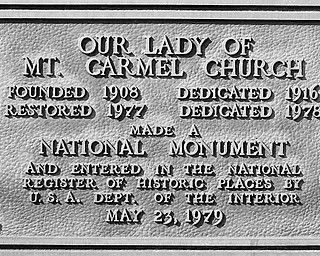 OUR LADY OF
MT. CARMEL CHURCH
FOUNDED 1908 DEDICATED 1916
RESTORED 1977 DEDICATED 1978
MADE A
NATIONAL MONUMENT
AND ENTERED IN THE NATIONAL
REGISTER OF HISTORIC PLACES BY
U.S.A. DEPT. OF THE INTERIOR
MAY 23, 1979